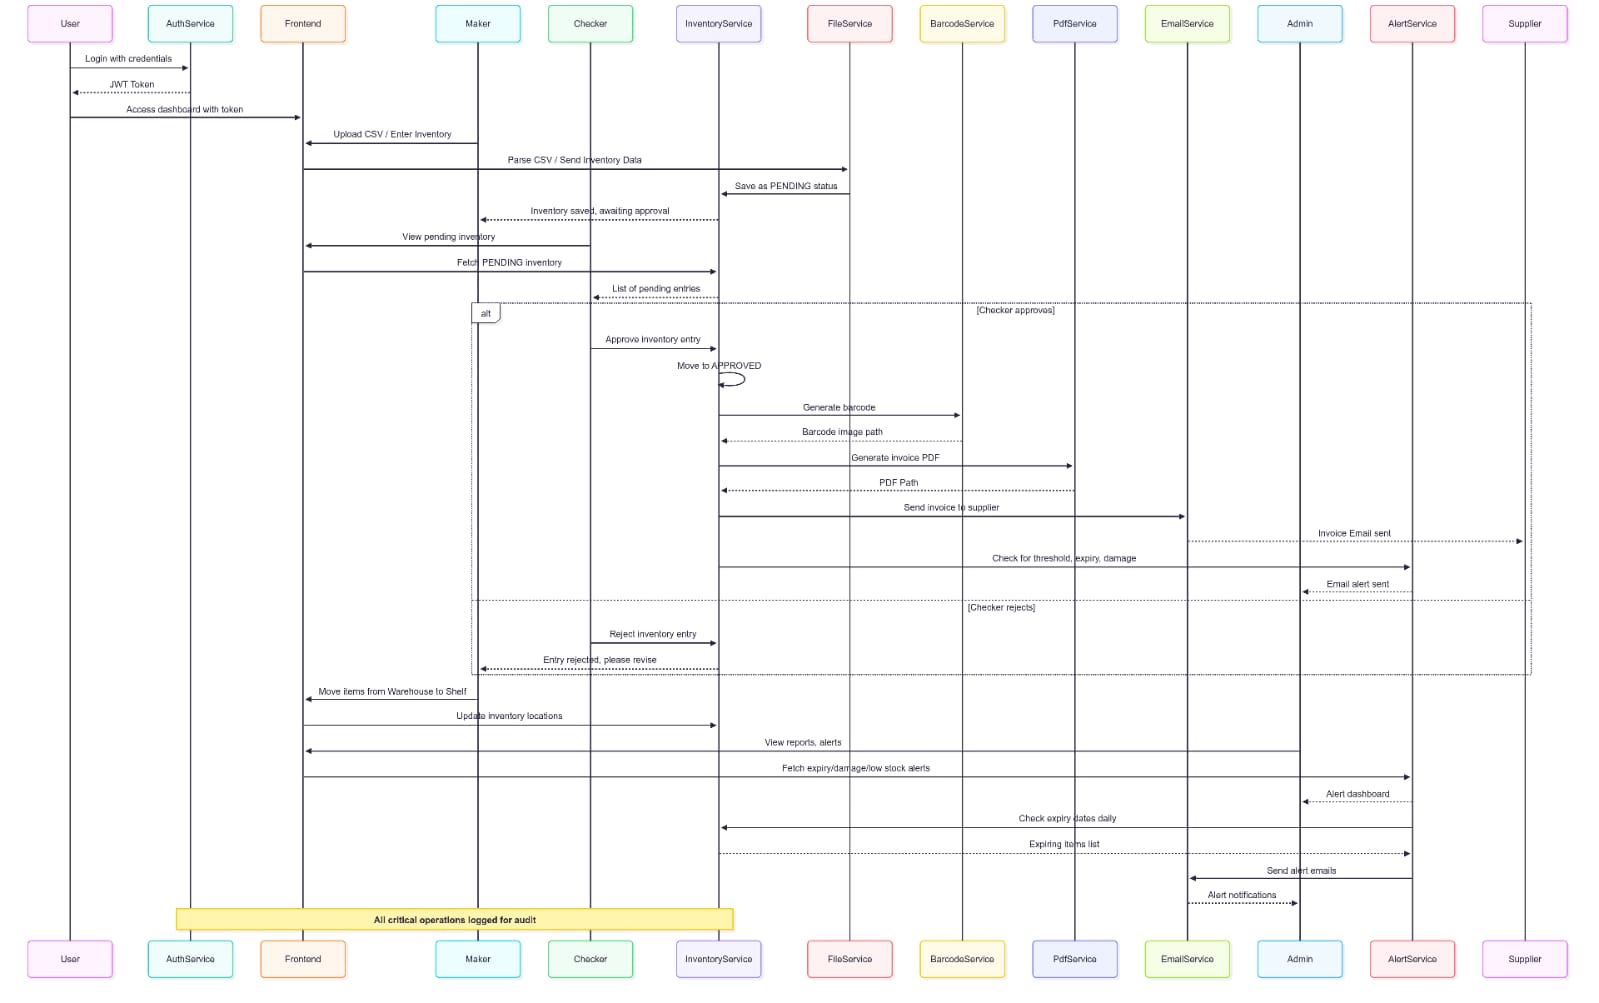 User
AuthService
Frontend
Maker
Checker
InventoryService
FileService
BarcodeService
PdfService
EmailService
Admin
AlertService
Supplier
Login with credentials
JWT Token
Access dashboard with token
Upload CSV / Enter Inventory
Parse CSV / Send Inventory Data
Save as PENDING status
Inventory saved, awaiting approval
View pending inventory
Fetch PENDING inventory
List of pending entries
alt
[Checker approves]
Approve inventory entry
Move to APPROVED
Generate barcode
Barcode image path
Generate invoice PDF
PDF Path
Send invoice to supplier
Invoice Email sent
Check for threshold, expiry, damage
Email alert sent
[Checker rejects]
Reject inventory entry
Entry rejected, please revise
Move items from Warehouse to Shelf
Update inventory locations
View reports, alerts
Fetch expiry/damage/low stock alerts
Alert dashboard
Check expiry dates daily
Expiring items list
Send alert emails
Alert notifications
All critical operations logged for audit
User
AuthService
Frontend
Maker
Checker
InventoryService
FileService
BarcodeService
PdfService
EmailService
Admin
AlertService
Supplier